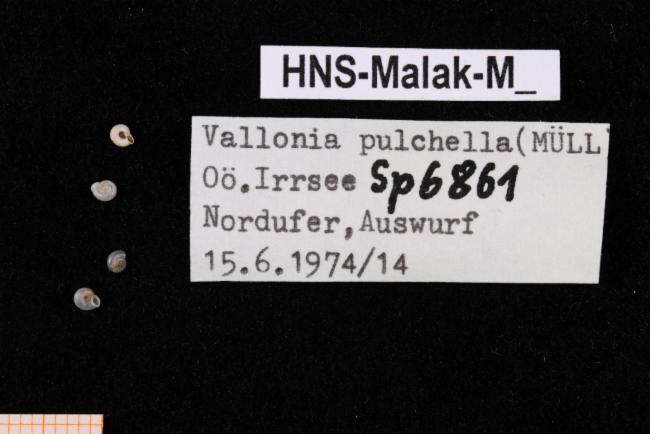 HNS-Malak-M_
Vallonia pulchella(MÜLL)
Oö.Irrsee Sp6861
Nordufer,Auswurf
15.6.1974/14